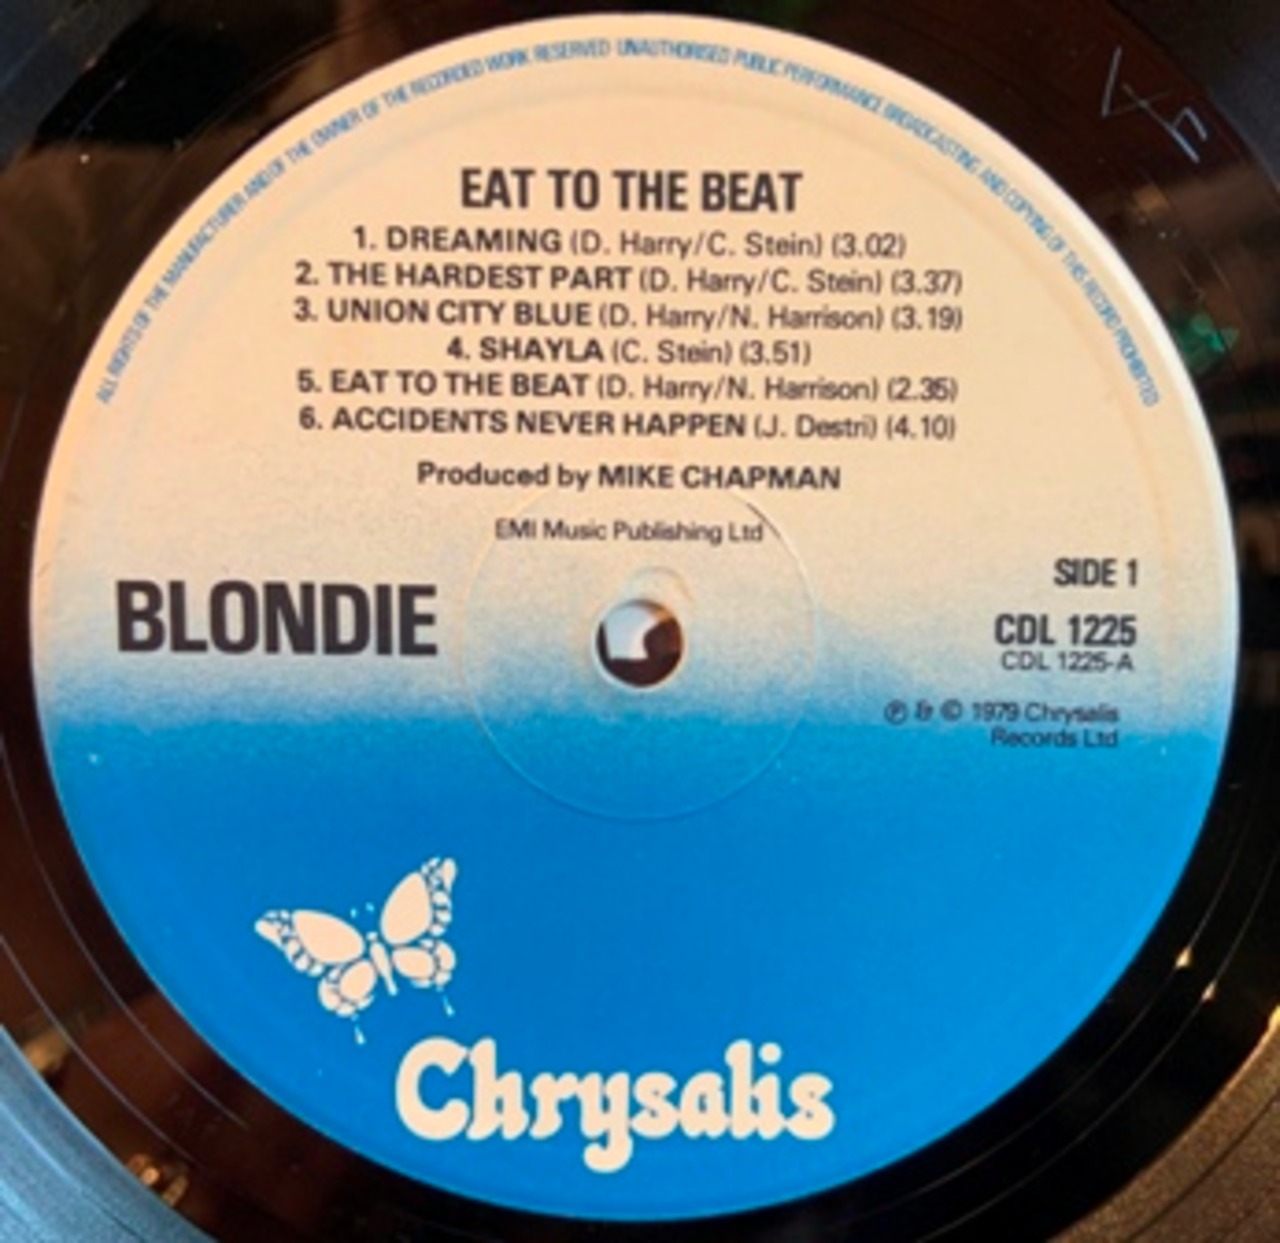 ALL RIGHTS OF THE MANUFACTURER AND OF THE OWNER OF THE RECORDED WORK RESERVED UNAUTHORISED PUBLIC PERFORMANCE BROADCASTING AND COPYING OF THIS RECORD PROHIBITED
EAT TO THE BEAT
1. DREAMING (D. Harry/C. Stein) (3.02)
2. THE HARDEST PART (D. Harry/C. Stein) (3.37)
3. UNION CITY BLUE (D. Harry/N. Harrison) (3.19)
4. SHAYLA (C. Stein) (3.51)
5. EAT TO THE BEAT (D. Harry/N. Harrison) (2.35)
6. ACCIDENTS NEVER HAPPEN (J. Destri) (4.10)
Produced by MIKE CHAPMAN
EMI Music Publishing Ltd
BLONDIE
SIDE 1
CDL 1225
CDL 1225-A
℗ & © 1979 Chrysalis
Records Ltd
Chrysalis